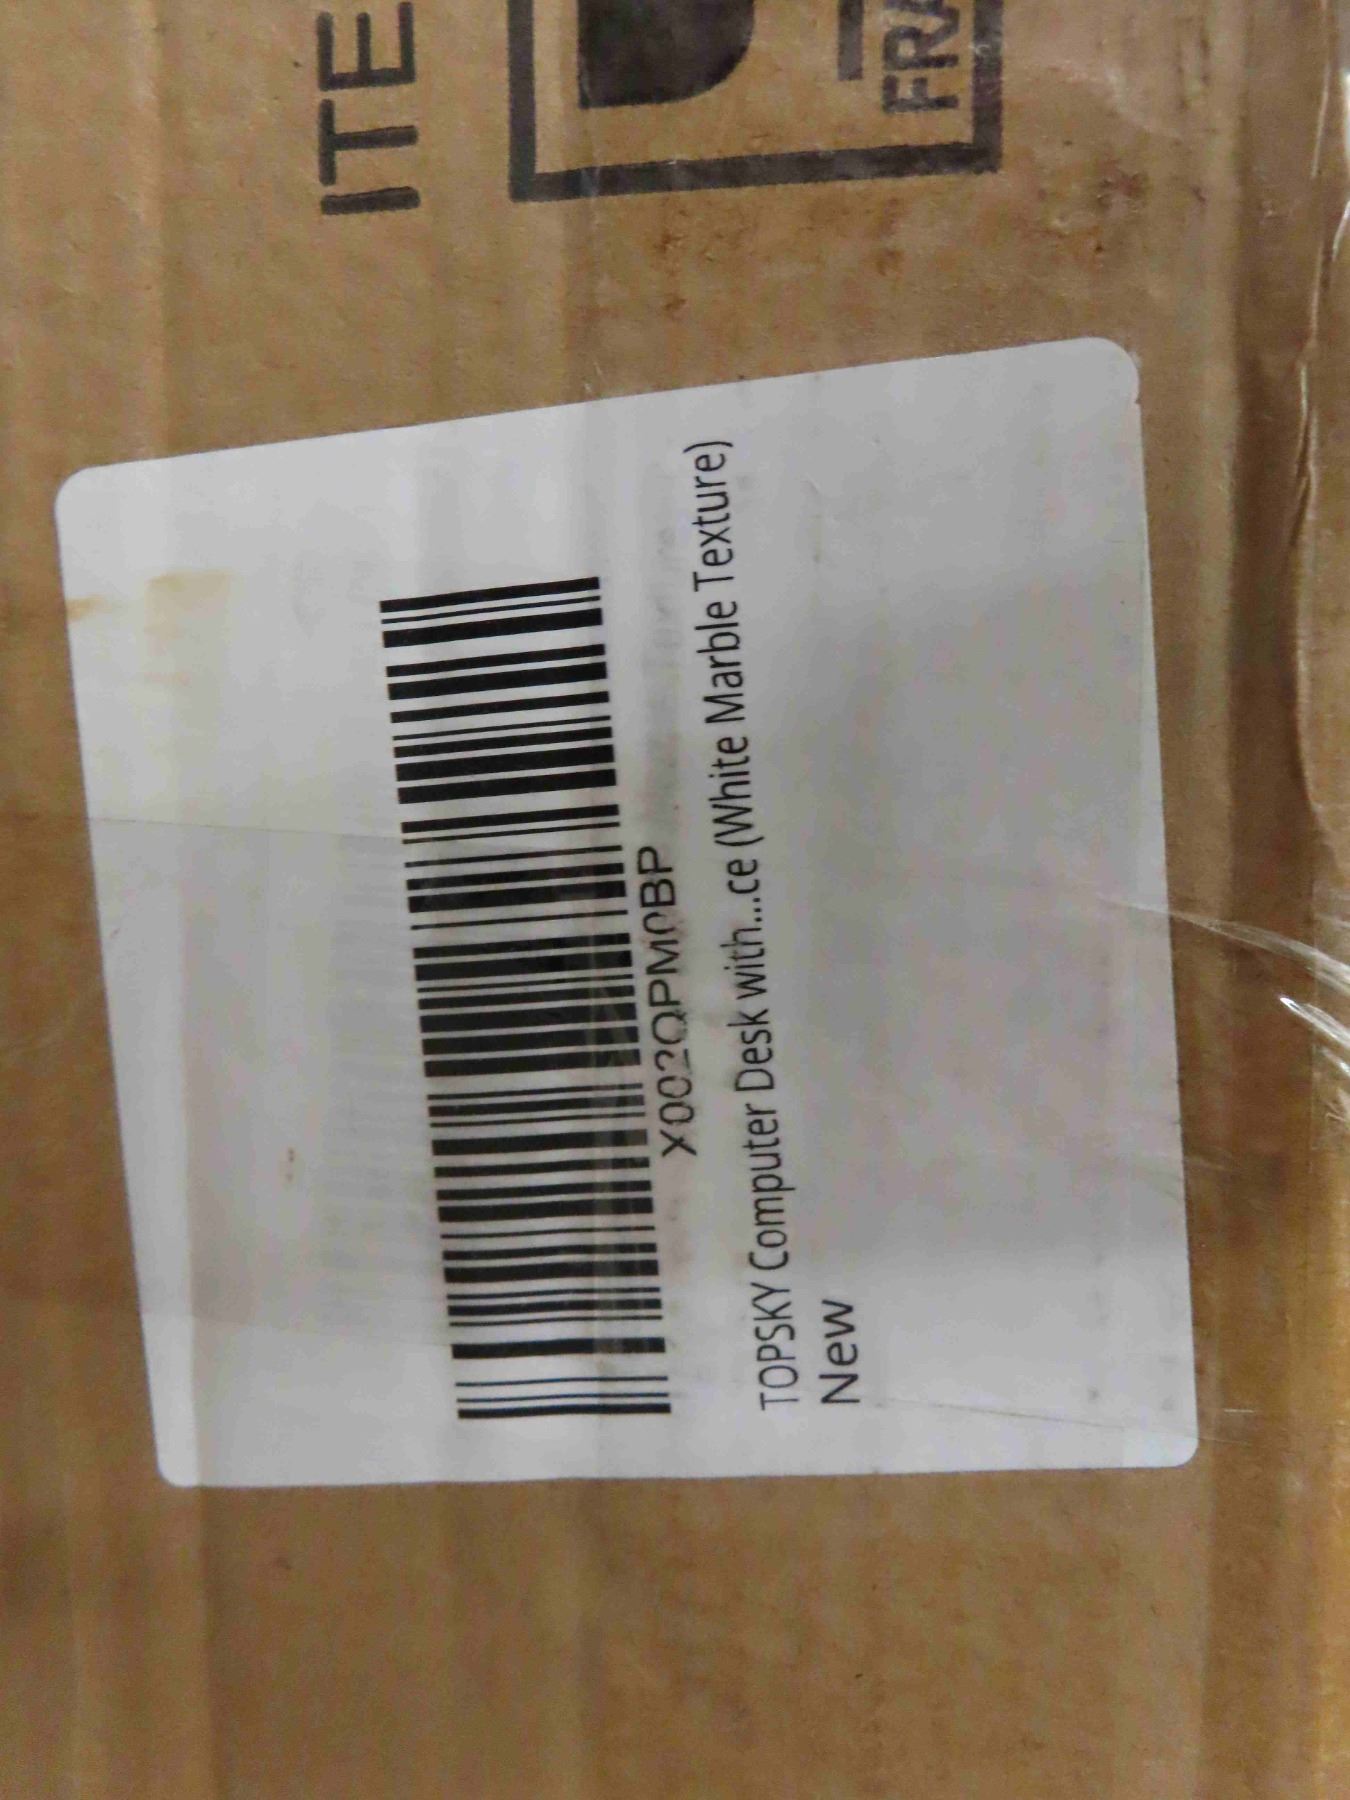 ITE
FRA
X002QPM0BP
TOPSKY Computer Desk with...ce (White Marble Texture)
New